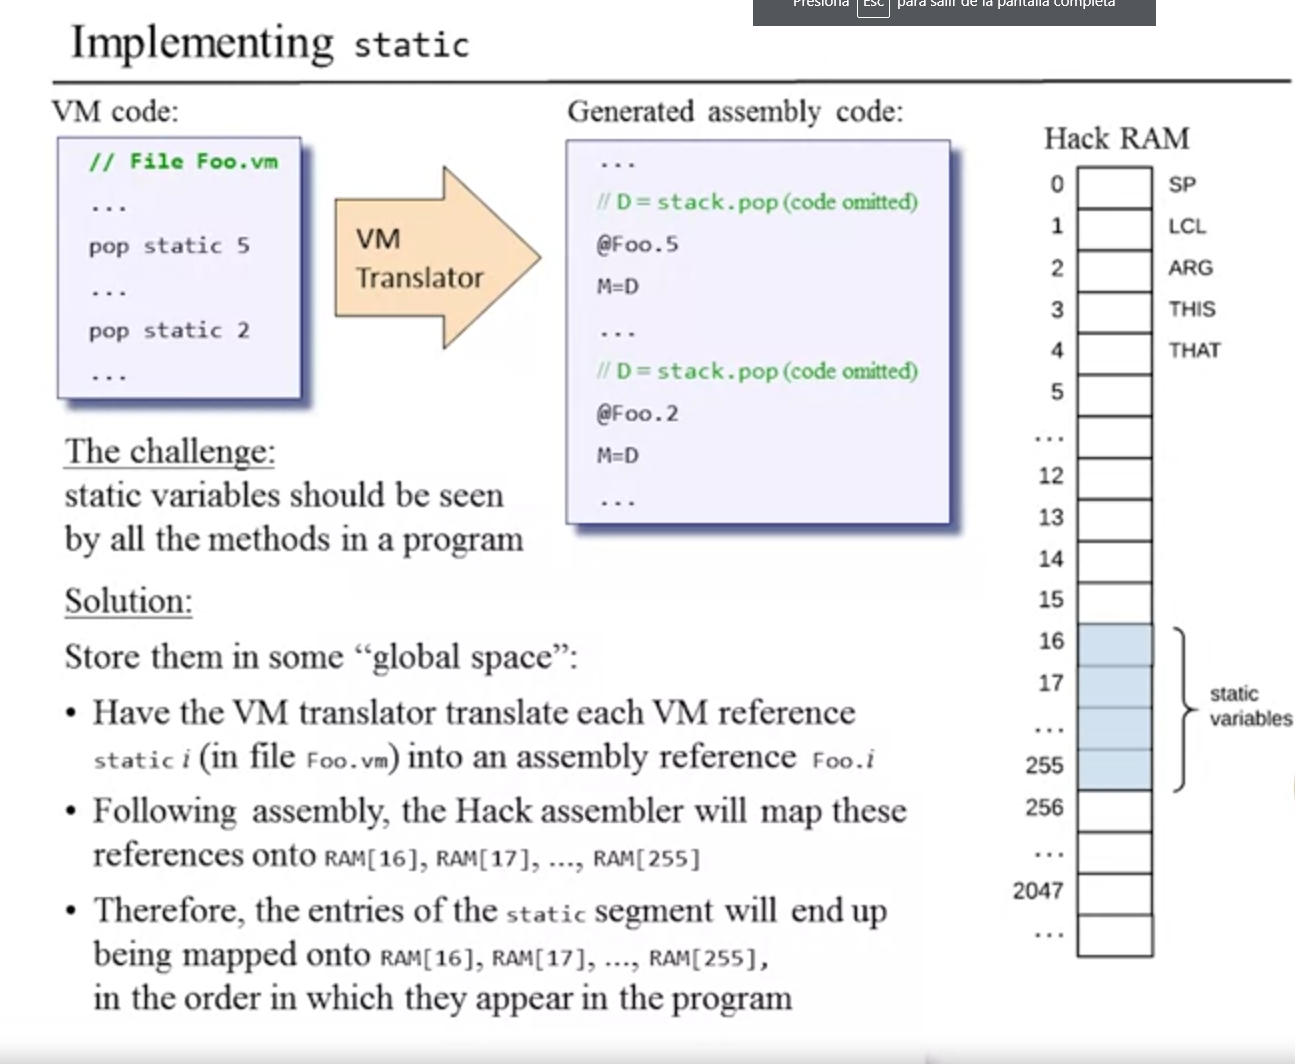 Presiona Esc para salir de la pantalla completa
Implementing static
VM code:
// File Foo.vm
...
pop static 5
...
pop static 2
...
VM
Translator
Generated assembly code:
...
// D = stack.pop (code omitted)
@Foo.5
M=D
...
// D = stack.pop (code omitted)
@Foo.2
M=D
...
The challenge:
static variables should be seen
by all the methods in a program
Solution:
Store them in some “global space”:
• Have the VM translator translate each VM reference
static i (in file Foo.vm) into an assembly reference Foo.i
• Following assembly, the Hack assembler will map these
references onto RAM[16], RAM[17], ..., RAM[255]
• Therefore, the entries of the static segment will end up
being mapped onto RAM[16], RAM[17], ..., RAM[255],
in the order in which they appear in the program
Hack RAM
0 SP
1 LCL
2 ARG
3 THIS
4 THAT
5
...
12
13
14
15
16
17
...
255
static
variables
256
...
2047
...